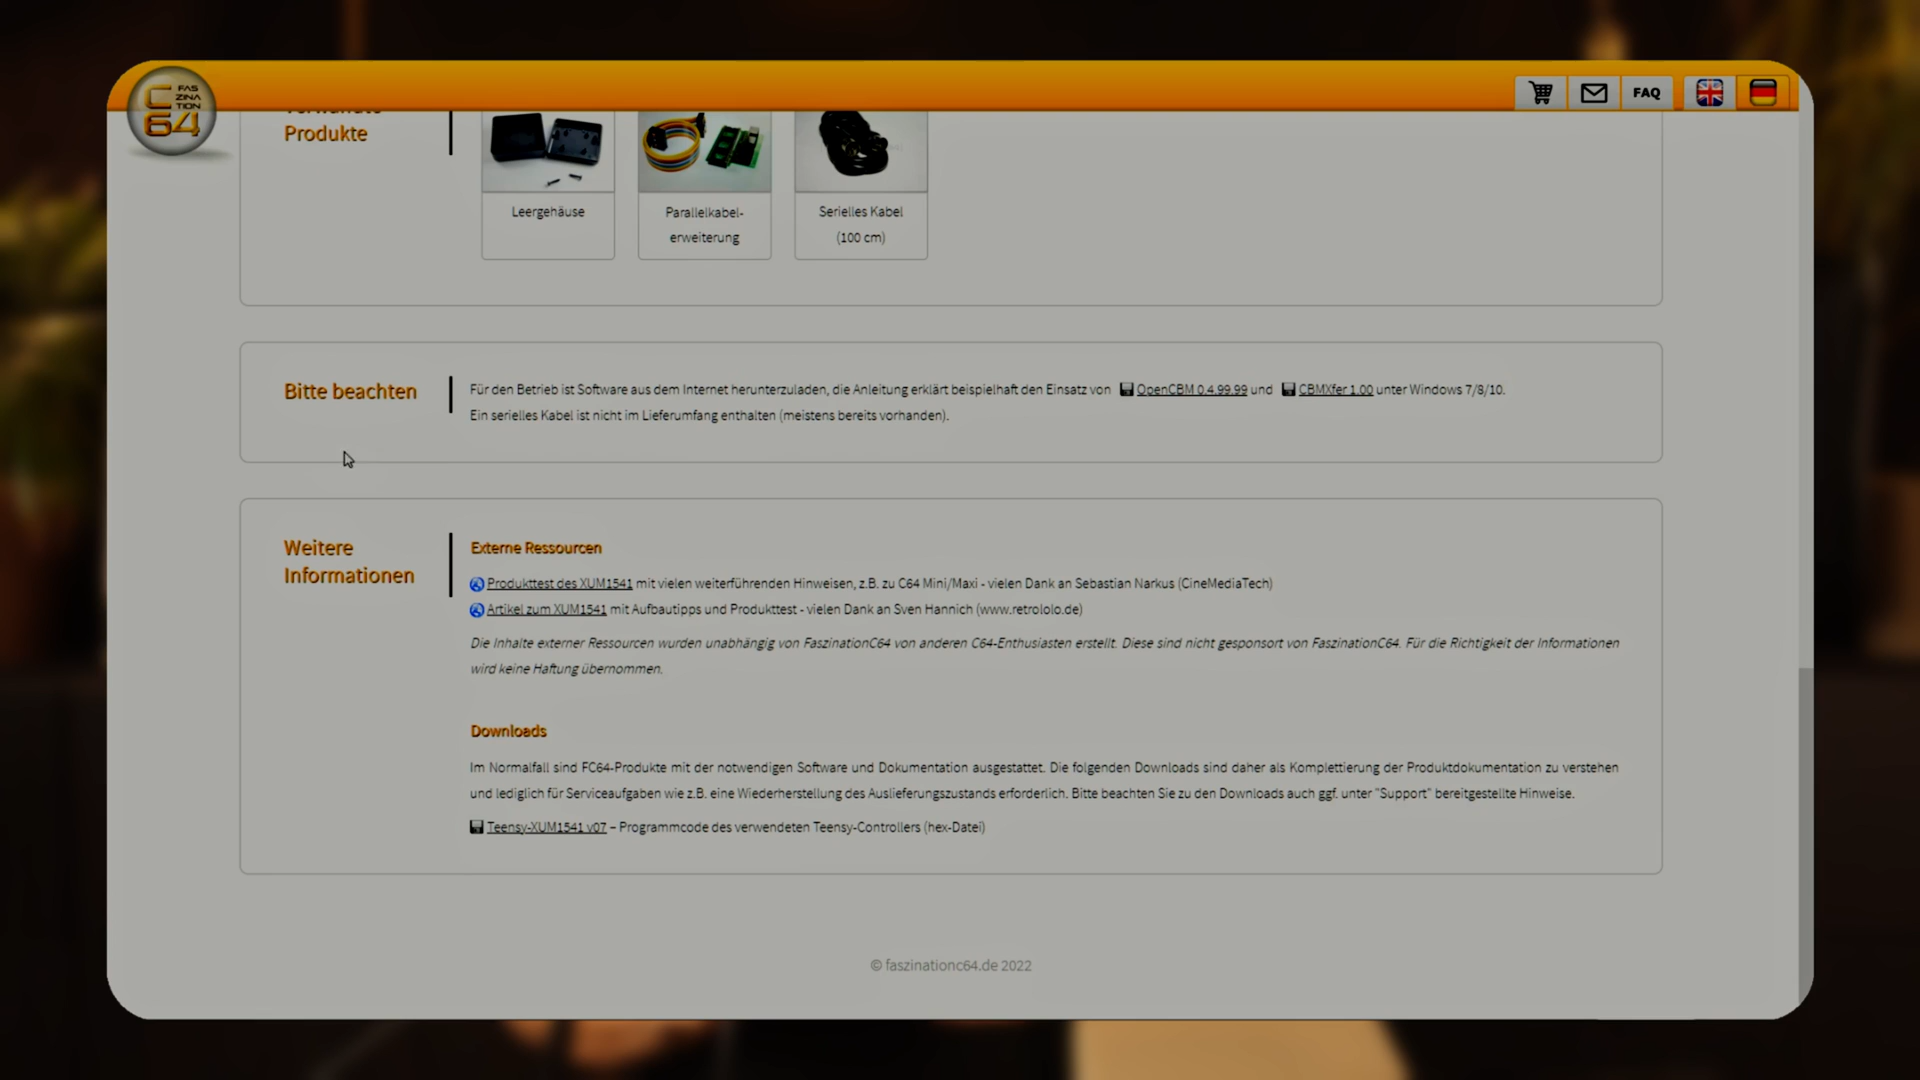 C64 FAS ZINA TION
FAQ
Verwandte
Produkte
Leergehäuse
Parallelkabel-
erweiterung
Serielles Kabel
(100 cm)
Bitte beachten
Für den Betrieb ist Software aus dem Internet herunterzuladen, die Anleitung erklärt beispielhaft den Einsatz von OpenCBM 0.4.99.99 und CBMXfer 1.00 unter Windows 7/8/10.
Ein serielles Kabel ist nicht im Lieferumfang enthalten (meistens bereits vorhanden).
Weitere
Informationen
Externe Ressourcen
Produkttest des XUM1541 mit vielen weiterführenden Hinweisen, z.B. zu C64 Mini/Maxi - vielen Dank an Sebastian Narkus (CineMediaTech)
Artikel zum XUM1541 mit Aufbautipps und Produkttest - vielen Dank an Sven Hannich (www.retrololo.de)
Die Inhalte externer Ressourcen wurden unabhängig von FaszinationC64 von anderen C64-Enthusiasten erstellt. Diese sind nicht gesponsort von FaszinationC64. Für die Richtigkeit der Informationen
wird keine Haftung übernommen.
Downloads
Im Normalfall sind FC64-Produkte mit der notwendigen Software und Dokumentation ausgestattet. Die folgenden Downloads sind daher als Komplettierung der Produktdokumentation zu verstehen
und lediglich für Serviceaufgaben wie z.B. eine Wiederherstellung des Auslieferungszustands erforderlich. Bitte beachten Sie zu den Downloads auch ggf. unter "Support" bereitgestellte Hinweise.
Teensy-XUM1541 v07 – Programmcode des verwendeten Teensy-Controllers (hex-Datei)
© faszinationc64.de 2022